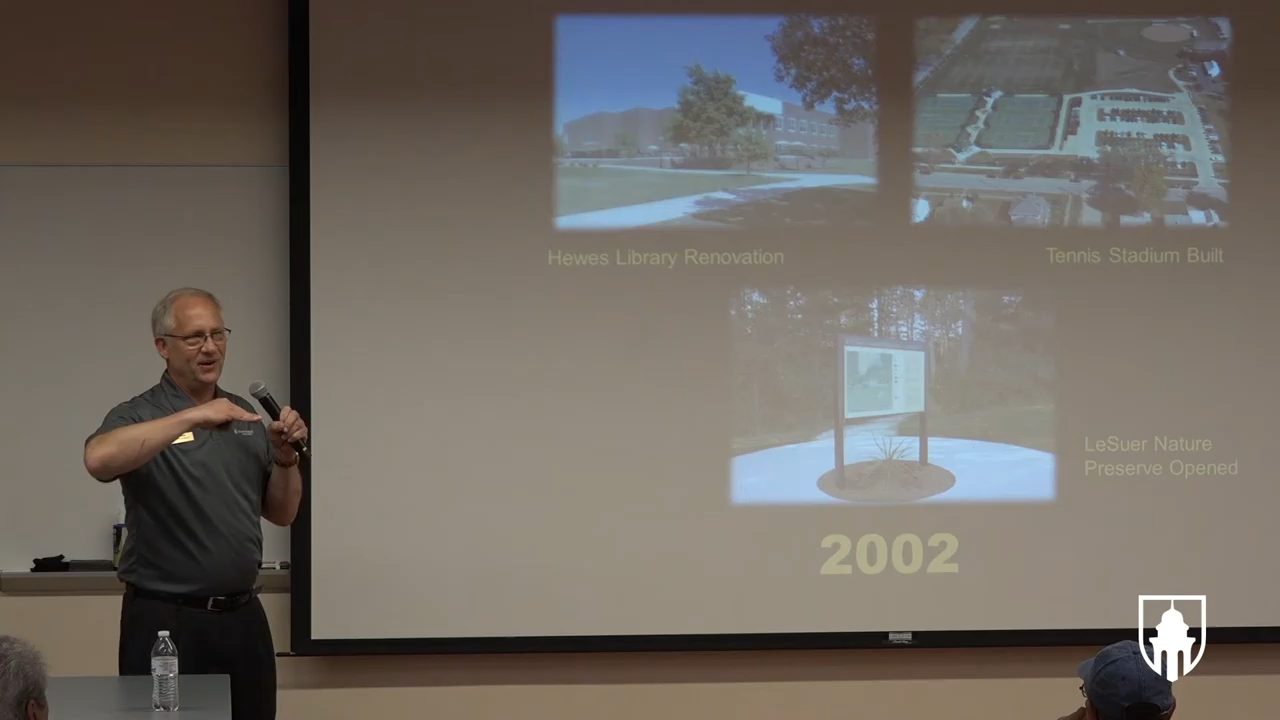 Hewes Library Renovation
Tennis Stadium Built
LeSuer Nature
Preserve Opened
2002